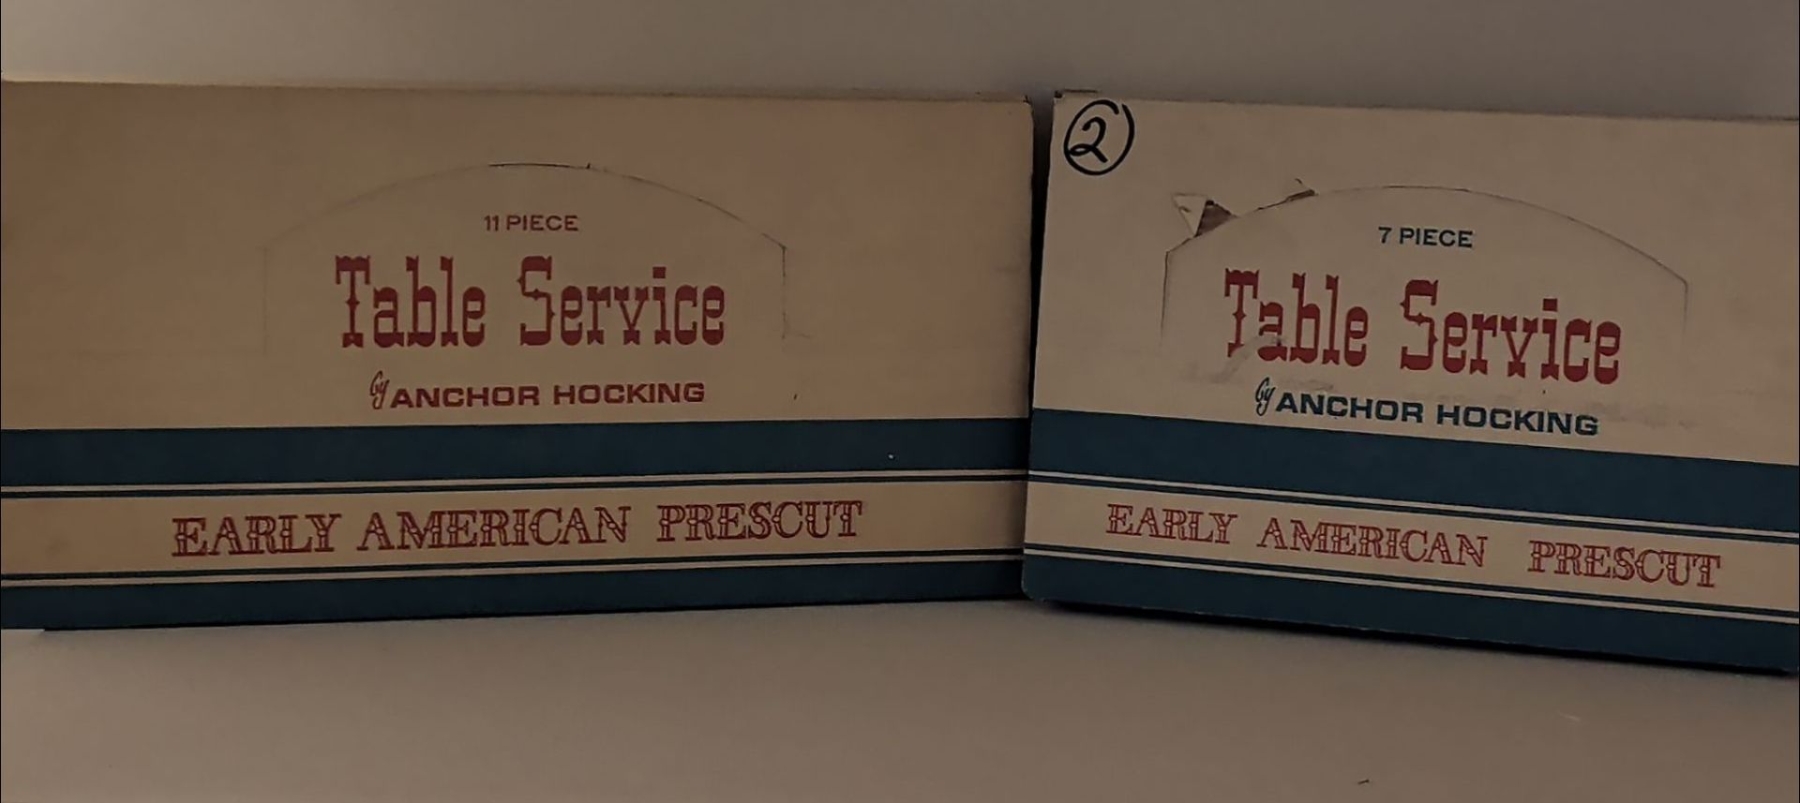 11 PIECE
Table Service
by ANCHOR HOCKING
EARLY AMERICAN PRESCUT
2
7 PIECE
Table Service
by ANCHOR HOCKING
EARLY AMERICAN PRESCUT